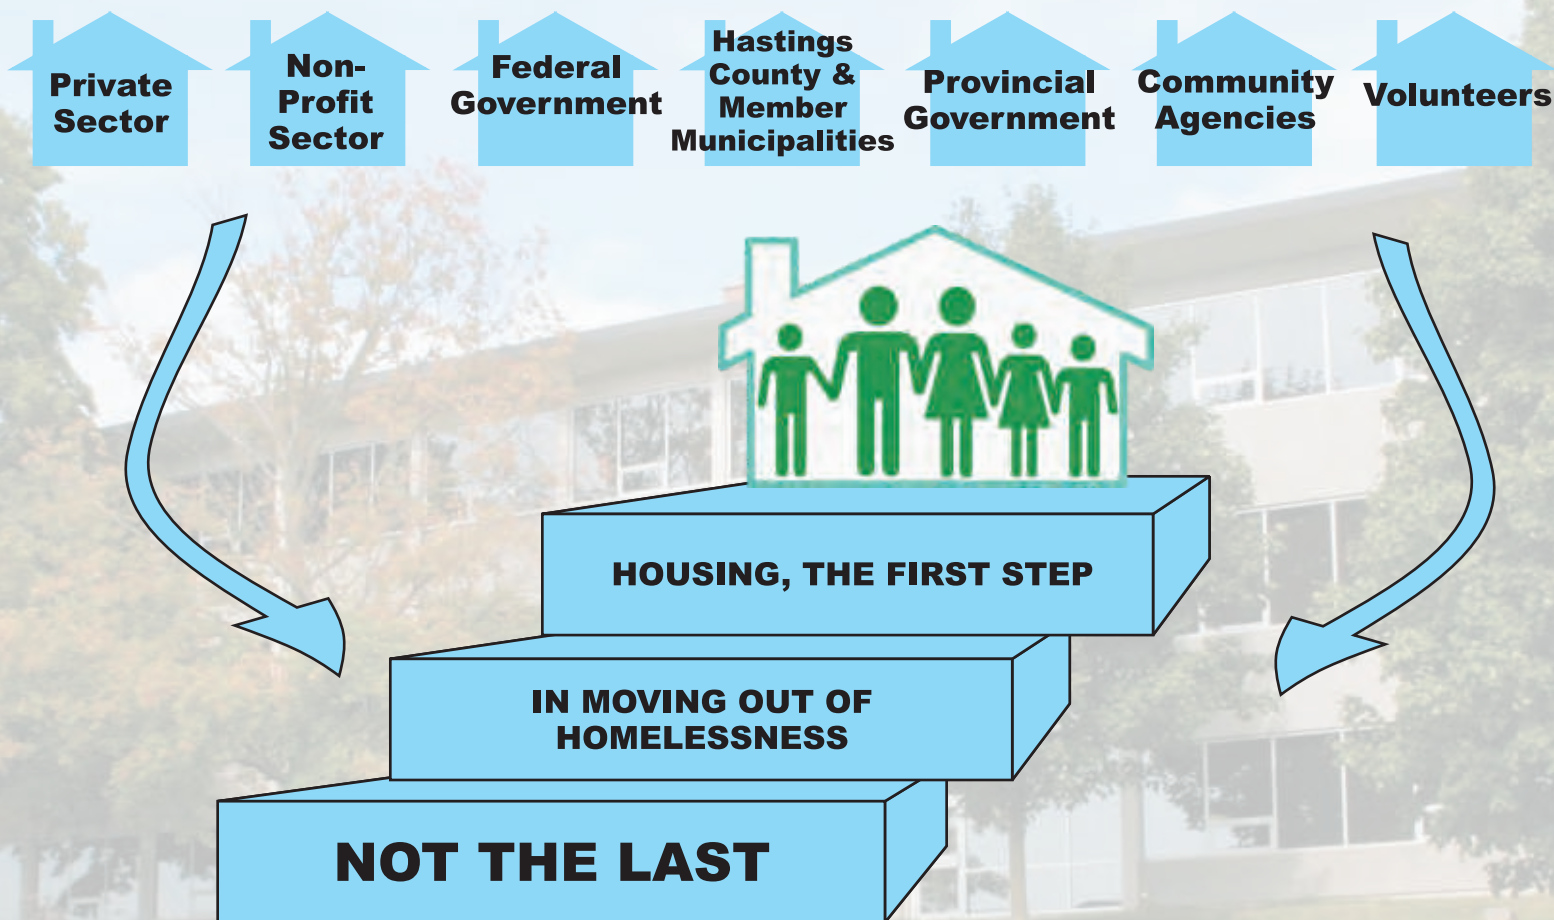 Private
Sector
Non-
Profit
Sector
Federal
Government
Hastings
County &
Member
Municipalities
Provincial
Government
Community
Agencies
Volunteers
HOUSING, THE FIRST STEP
IN MOVING OUT OF
HOMELESSNESS
NOT THE LAST